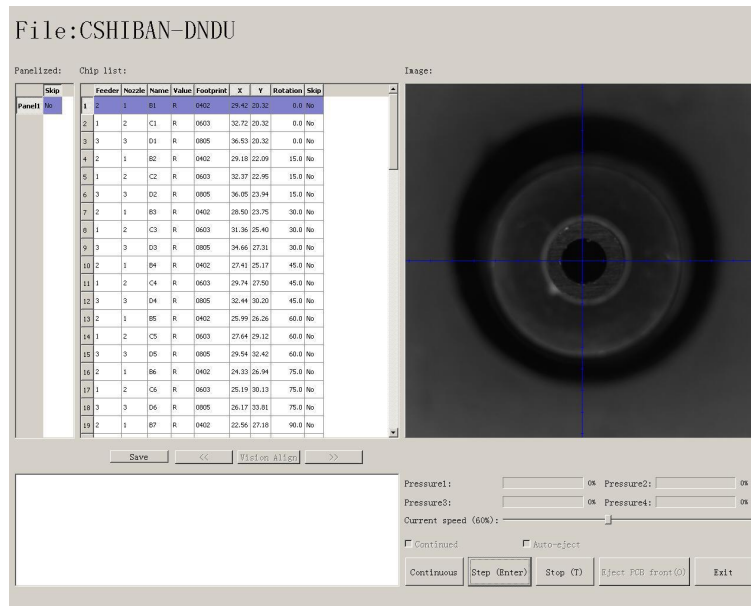 File:CSHIBAN-DNDU
Panelized: Chip list: Image:
Skip Feeder Nozzle Name Value Footprint X Y Rotation Skip
Panel1 No 1 2 1 B1 R 0402 29.42 20.32 0.0 No
2 1 2 C1 R 0603 32.72 20.32 0.0 No
3 3 3 D1 R 0805 36.53 20.32 0.0 No
4 2 1 B2 R 0402 29.18 22.09 15.0 No
5 1 2 C2 R 0603 32.37 22.95 15.0 No
6 3 3 D2 R 0805 36.05 23.94 15.0 No
7 2 1 B3 R 0402 28.50 23.75 30.0 No
8 1 2 C3 R 0603 31.36 25.40 30.0 No
9 3 3 D3 R 0805 34.66 27.31 30.0 No
10 2 1 B4 R 0402 27.41 25.17 45.0 No
11 1 2 C4 R 0603 29.74 27.50 45.0 No
12 3 3 D4 R 0805 32.44 30.20 45.0 No
13 2 1 B5 R 0402 25.99 26.26 60.0 No
14 1 2 C5 R 0603 27.64 29.12 60.0 No
15 3 3 D5 R 0805 29.54 32.42 60.0 No
16 2 1 B6 R 0402 24.33 26.94 75.0 No
17 1 2 C6 R 0603 25.19 30.13 75.0 No
18 3 3 D6 R 0805 26.17 33.81 75.0 No
19 2 1 B7 R 0402 22.56 27.18 90.0 No
Save << Vision Align >>
Pressure1: 0% Pressure2: 0%
Pressure3: 0% Pressure4: 0%
Current speed (60%):
Continued Auto-eject
Continuous Step (Enter) Stop (T) Eject PCB front(O) Exit